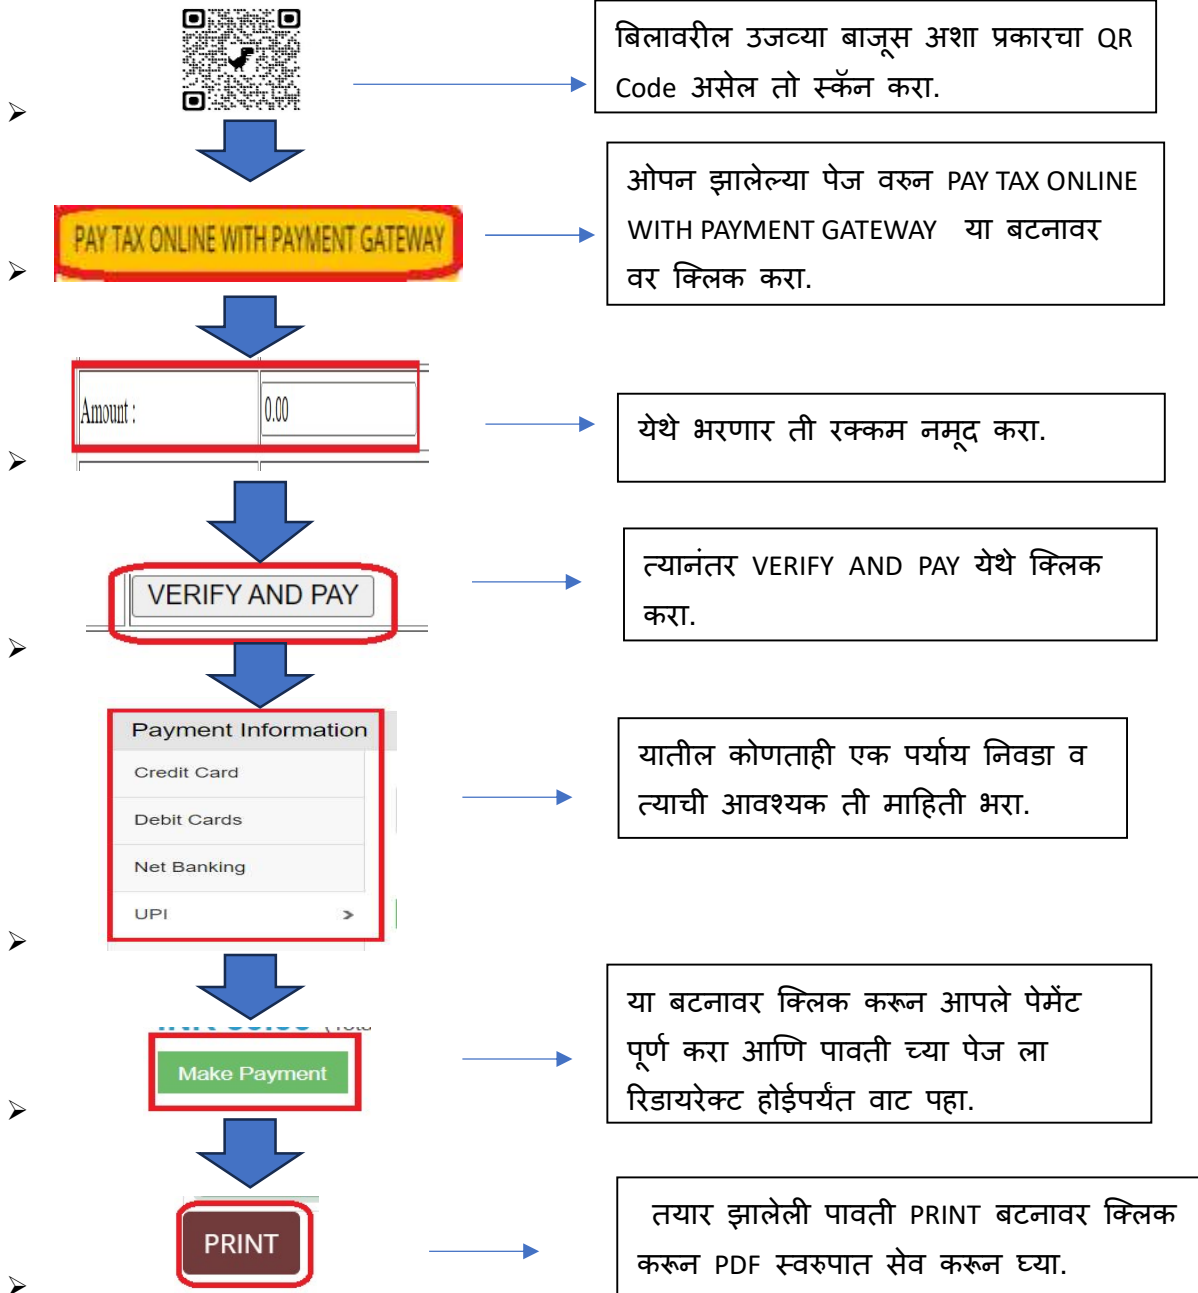 बिलावरील उजव्या बाजूस अशा प्रकारचा QR
Code असेल तो स्कॅन करा.
PAY TAX ONLINE WITH PAYMENT GATEWAY
ओपन झालेल्या पेज वरुन PAY TAX ONLINE
WITH PAYMENT GATEWAY या बटनावर
वर क्लिक करा.
Amount :
0.00
येथे भरणार ती रक्कम नमूद करा.
VERIFY AND PAY
त्यानंतर VERIFY AND PAY येथे क्लिक
करा.
Payment Information
Credit Card
Debit Cards
Net Banking
UPI
यातील कोणताही एक पर्याय निवडा व
त्याची आवश्यक ती माहिती भरा.
Make Payment
या बटनावर क्लिक करून आपले पेमेंट
पूर्ण करा आणि पावती च्या पेज ला
रिडायरेक्ट होईपर्यंत वाट पहा.
PRINT
तयार झालेली पावती PRINT बटनावर क्लिक
करून PDF स्वरुपात सेव करून घ्या.